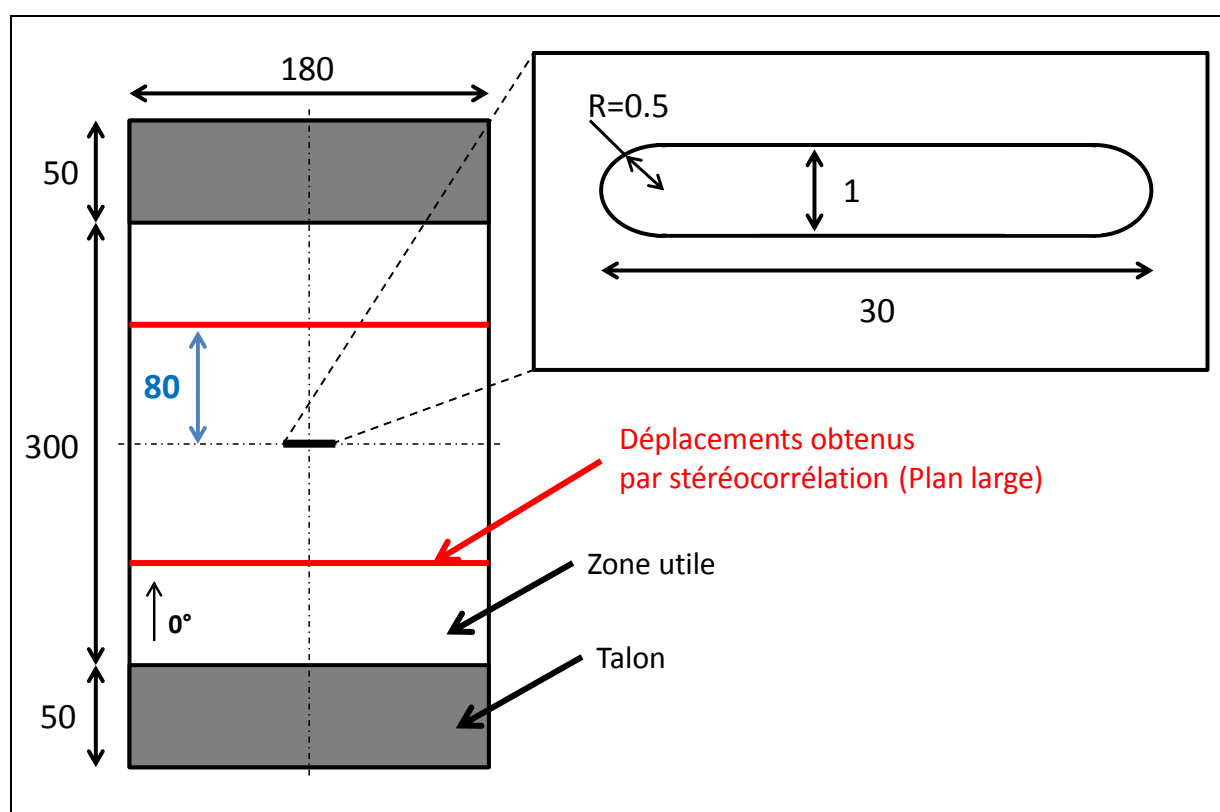 180
50
R=0.5
1
30
80
300
Déplacements obtenus
par stéréocorrélation (Plan large)
Zone utile
0°
Talon
50